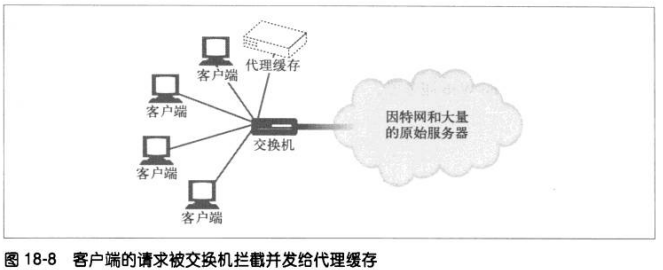 客户端
代理缓存
客户端
客户端
客户端
交换机
因特网和大量
的原始服务器
图 18-8 客户端的请求被交换机拦截并发给代理缓存